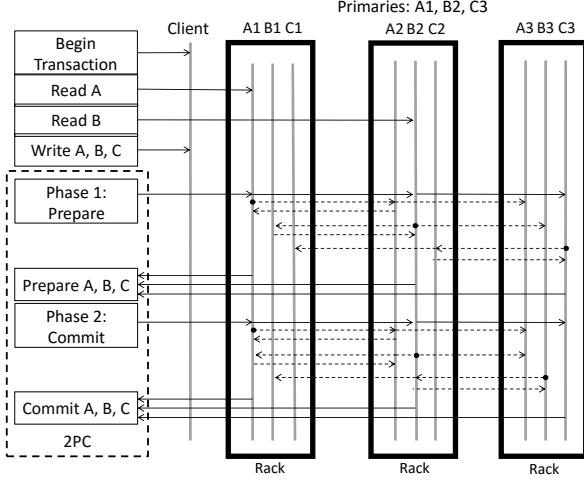 Primaries: A1, B2, C3
Client
A1 B1 C1
A2 B2 C2
A3 B3 C3
Begin
Transaction
Read A
Read B
Write A, B, C
Phase 1:
Prepare
Prepare A, B, C
Phase 2:
Commit
Commit A, B, C
2PC
Rack
Rack
Rack